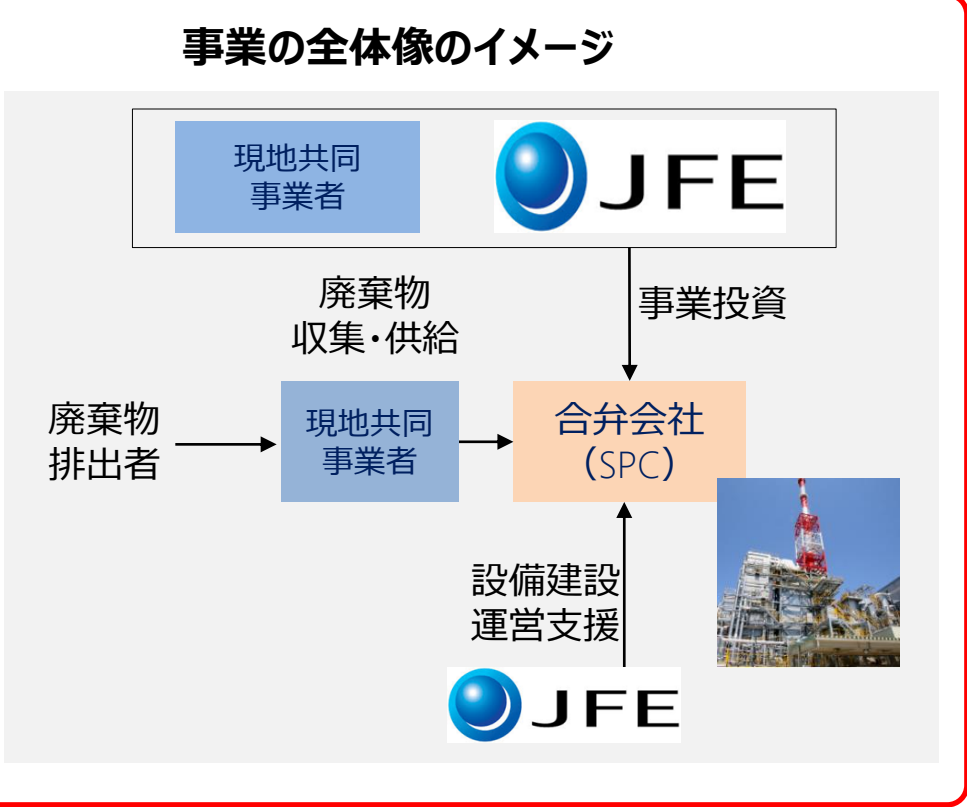 事業の全体像のイメージ
現地共同
事業者
JFE
廃棄物
収集・供給
事業投資
廃棄物
排出者
現地共同
事業者
合弁会社
（SPC）
設備建設
運営支援
JFE